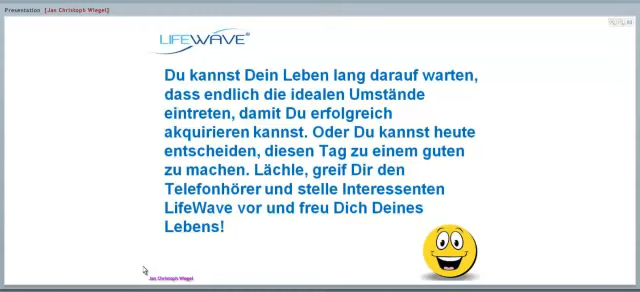 Presentation [Jan Christoph Wiegel]
LIFEWAVE®
Du kannst Dein Leben lang darauf warten,
dass endlich die idealen Umstände
eintreten, damit Du erfolgreich
akquirieren kannst. Oder Du kannst heute
entscheiden, diesen Tag zu einem guten
zu machen. Lächle, greif Dir den
Telefonhörer und stelle Interessenten
LifeWave vor und freu Dich Deines
Lebens!
Jan Christoph Wiegel